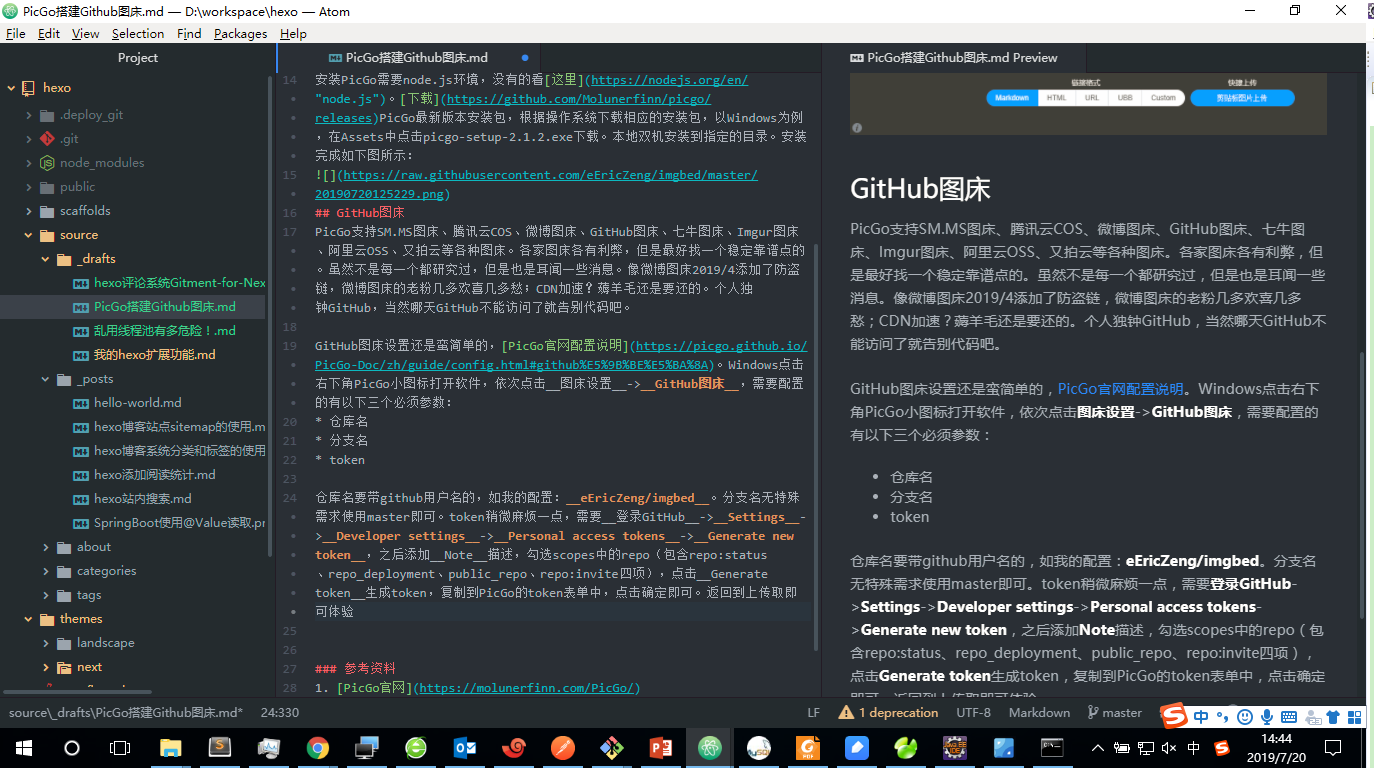 PicGo搭建Github图床.md — D:\workspace\hexo — Atom
File Edit View Selection Find Packages Help
Project
hexo
.deploy_git
.git
node_modules
public
scaffolds
source
_drafts
hexo评论系统Gitment-for-Nex
PicGo搭建Github图床.md
乱用线程池有多危险！.md
我的hexo扩展功能.md
_posts
hello-world.md
hexo博客站点sitemap的使用.m
hexo博客系统分类和标签的使用
hexo添加阅读统计.md
hexo站内搜索.md
SpringBoot使用@Value读取.pr
about
categories
tags
themes
landscape
next
PicGo搭建Github图床.md
14 安装PicGo需要node.js环境，没有的看[这里](https://nodejs.org/en/
"node.js")。[下载](https://github.com/Molunerfinn/picgo/
releases)PicGo最新版本安装包，根据操作系统下载相应的安装包，以Windows为例
，在Assets中点击picgo-setup-2.1.2.exe下载。本地双机安装到指定的目录。安装
完成如下图所示：
15 ![](https://raw.githubusercontent.com/eEricZeng/imgbed/master/
20190720125229.png)
16 ## GitHub图床
17 PicGo支持SM.MS图床、腾讯云COS、微博图床、GitHub图床、七牛图床、Imgur图床
、阿里云OSS、又拍云等各种图床。各家图床各有利弊，但是最好找一个稳定靠谱点的
。虽然不是每一个都研究过，但是也是耳闻一些消息。像微博图床2019/4添加了防盗
链，微博图床的老粉几多欢喜几多愁；CDN加速？薅羊毛还是要还的。个人独
钟GitHub，当然哪天GitHub不能访问了就告别代码吧。
18
19 GitHub图床设置还是蛮简单的，[PicGo官网配置说明](https://picgo.github.io/
PicGo-Doc/zh/guide/config.html#github%E5%9B%BE%E5%BA%8A)。Windows点击
右下角PicGo小图标打开软件，依次点击__图床设置__->__GitHub图床__，需要配置
的有以下三个必须参数：
20 * 仓库名
21 * 分支名
22 * token
23
24 仓库名要带github用户名的，如我的配置：__eEricZeng/imgbed__。分支名无特殊
需求使用master即可。token稍微麻烦一点，需要__登录GitHub__->__Settings__-
>__Developer settings__->__Personal access tokens__->__Generate new
token__，之后添加__Note__描述，勾选scopes中的repo（包含repo:status
、repo_deployment、public_repo、repo:invite四项），点击__Generate
token__生成token，复制到PicGo的token表单中，点击确定即可。返回到上传取即
可体验
25
26
27 ### 参考资料
28 1. [PicGo官网](https://molunerfinn.com/PicGo/)
PicGo搭建Github图床.md Preview
链接格式 快捷上传
Markdown HTML URL UBB Custom 剪贴板图片上传
GitHub图床
PicGo支持SM.MS图床、腾讯云COS、微博图床、GitHub图床、七牛图
床、Imgur图床、阿里云OSS、又拍云等各种图床。各家图床各有利弊，但
是最好找一个稳定靠谱点的。虽然不是每一个都研究过，但是也是耳闻一些
消息。像微博图床2019/4添加了防盗链，微博图床的老粉几多欢喜几多
愁；CDN加速？薅羊毛还是要还的。个人独钟GitHub，当然哪天GitHub不
能访问了就告别代码吧。
GitHub图床设置还是蛮简单的，PicGo官网配置说明。Windows点击右下
角PicGo小图标打开软件，依次点击图床设置->GitHub图床，需要配置的
有以下三个必须参数：
• 仓库名
• 分支名
• token
仓库名要带github用户名的，如我的配置：eEricZeng/imgbed。分支名
无特殊需求使用master即可。token稍微麻烦一点，需要登录GitHub-
>Settings->Developer settings->Personal access tokens-
>Generate new token，之后添加Note描述，勾选scopes中的repo（包
含repo:status、repo_deployment、public_repo、repo:invite四项），
点击Generate token生成token，复制到PicGo的token表单中，点击确定
即可。返回到上传取即可体验
source\_drafts\PicGo搭建Github图床.md* 24:330 LF 1 deprecation UTF-8 Markdown master
中
中
14:44
2019/7/20